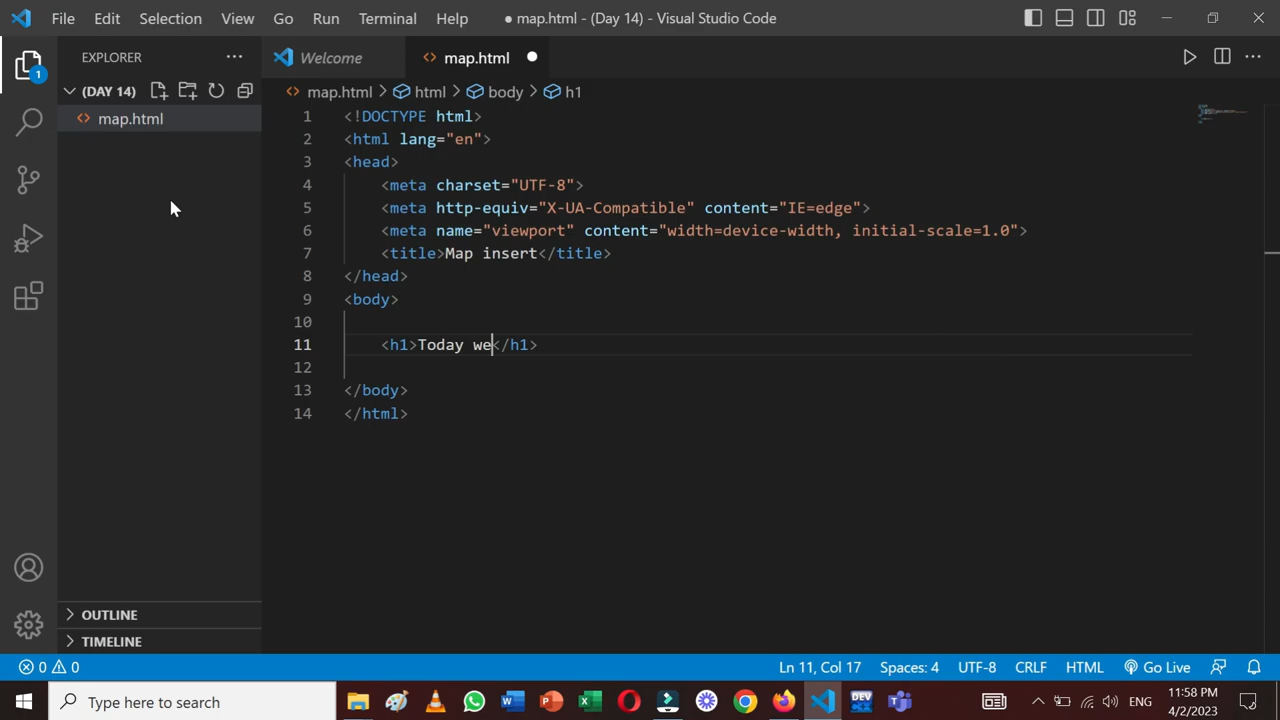 File Edit Selection View Go Run Terminal Help ● map.html - (Day 14) - Visual Studio Code
EXPLORER ··· Welcome <> map.html ●
1
(DAY 14) <> map.html > html > body > h1
<> map.html
1 <!DOCTYPE html>
2 <html lang="en">
3 <head>
4 <meta charset="UTF-8">
5 <meta http-equiv="X-UA-Compatible" content="IE=edge">
6 <meta name="viewport" content="width=device-width, initial-scale=1.0">
7 <title>Map insert</title>
8 </head>
9 <body>
10
11 <h1>Today we</h1>
12
13 </body>
14 </html>
OUTLINE
TIMELINE
0 0 Ln 11, Col 17 Spaces: 4 UTF-8 CRLF HTML Go Live
Type here to search DEV C++ ENG 11:58 PM
4/2/2023